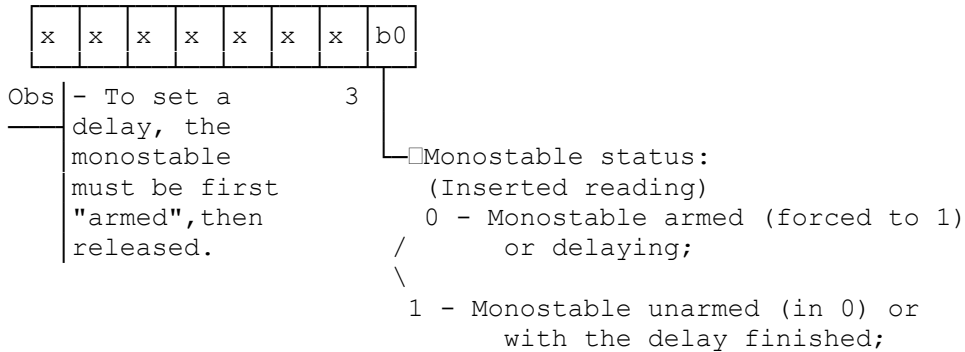 x x x x x x x b0
Obs - To set a 3
delay, the
monostable □Monostable status:
must be first (Inserted reading)
"armed",then 0 - Monostable armed (forced to 1)
released. / or delaying;
\
1 - Monostable unarmed (in 0) or
with the delay finished;